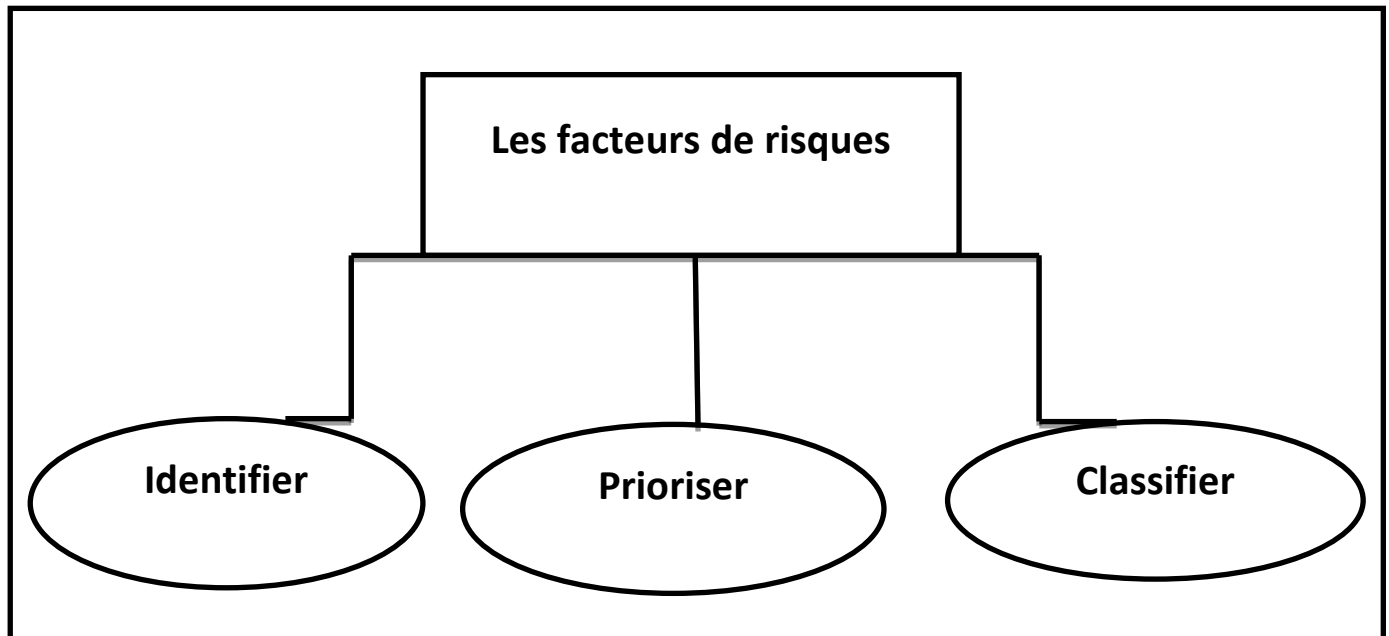 Les facteurs de risques
Identifier
Prioriser
Classifier